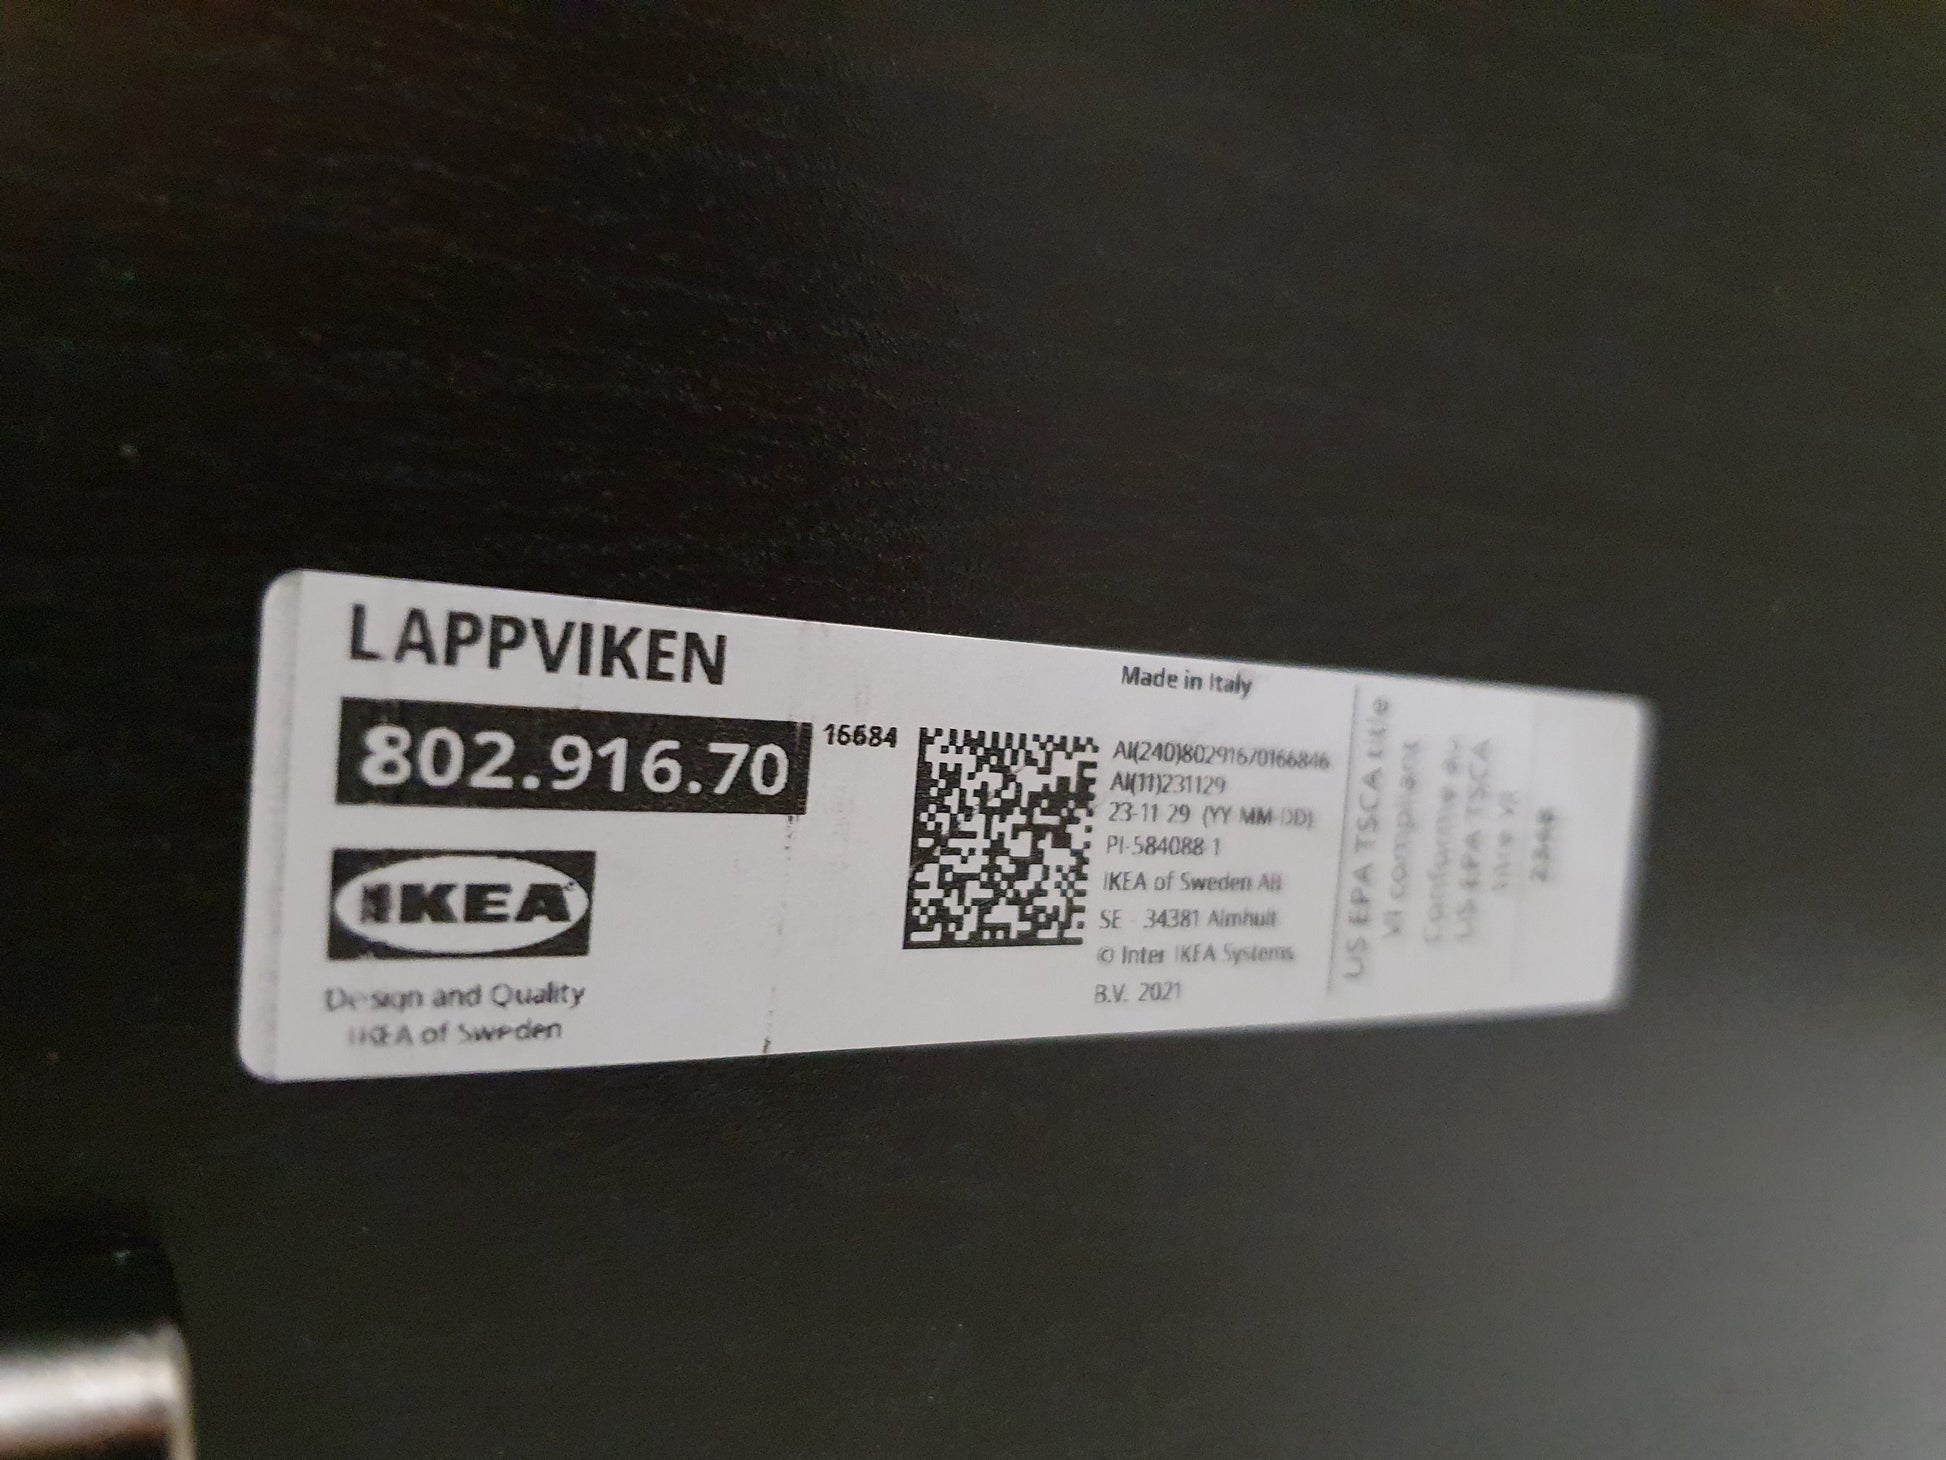 LAPPVIKEN
802.916.70
16684
IKEA
Design and Quality
IKEA of Sweden
Made in Italy
AI(240)80291670166846
AI(11)231129
23-11-29 (YY-MM-DD)
PI-584088-1
IKEA of Sweden AB
SE - 34381 Älmhult
© Inter IKEA Systems
B.V. 2021
US EPA TSCA title
VI compliant
Conforme au
US EPA TSCA
titre VI
2348